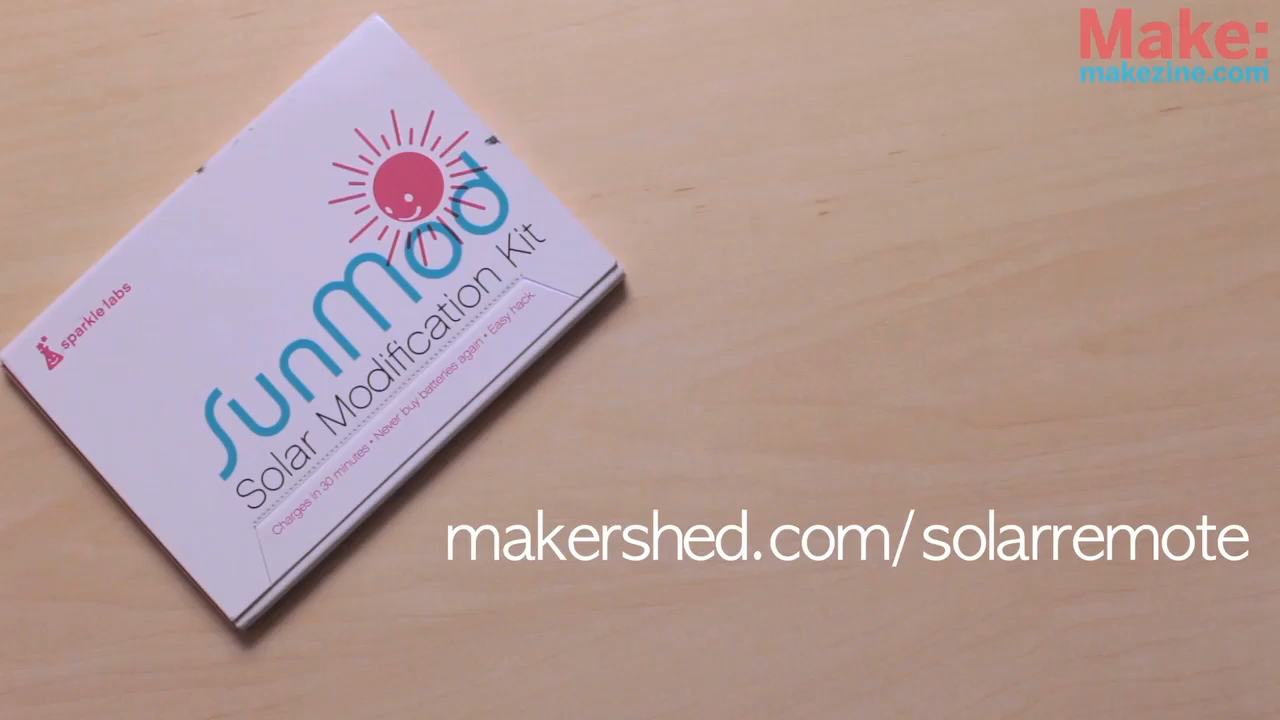 Make:
makezine.com
sparkle labs
SunMod
Solar Modification Kit
Charges in 30 minutes • Never buy batteries again • Easy hack
makershed.com/solarremote